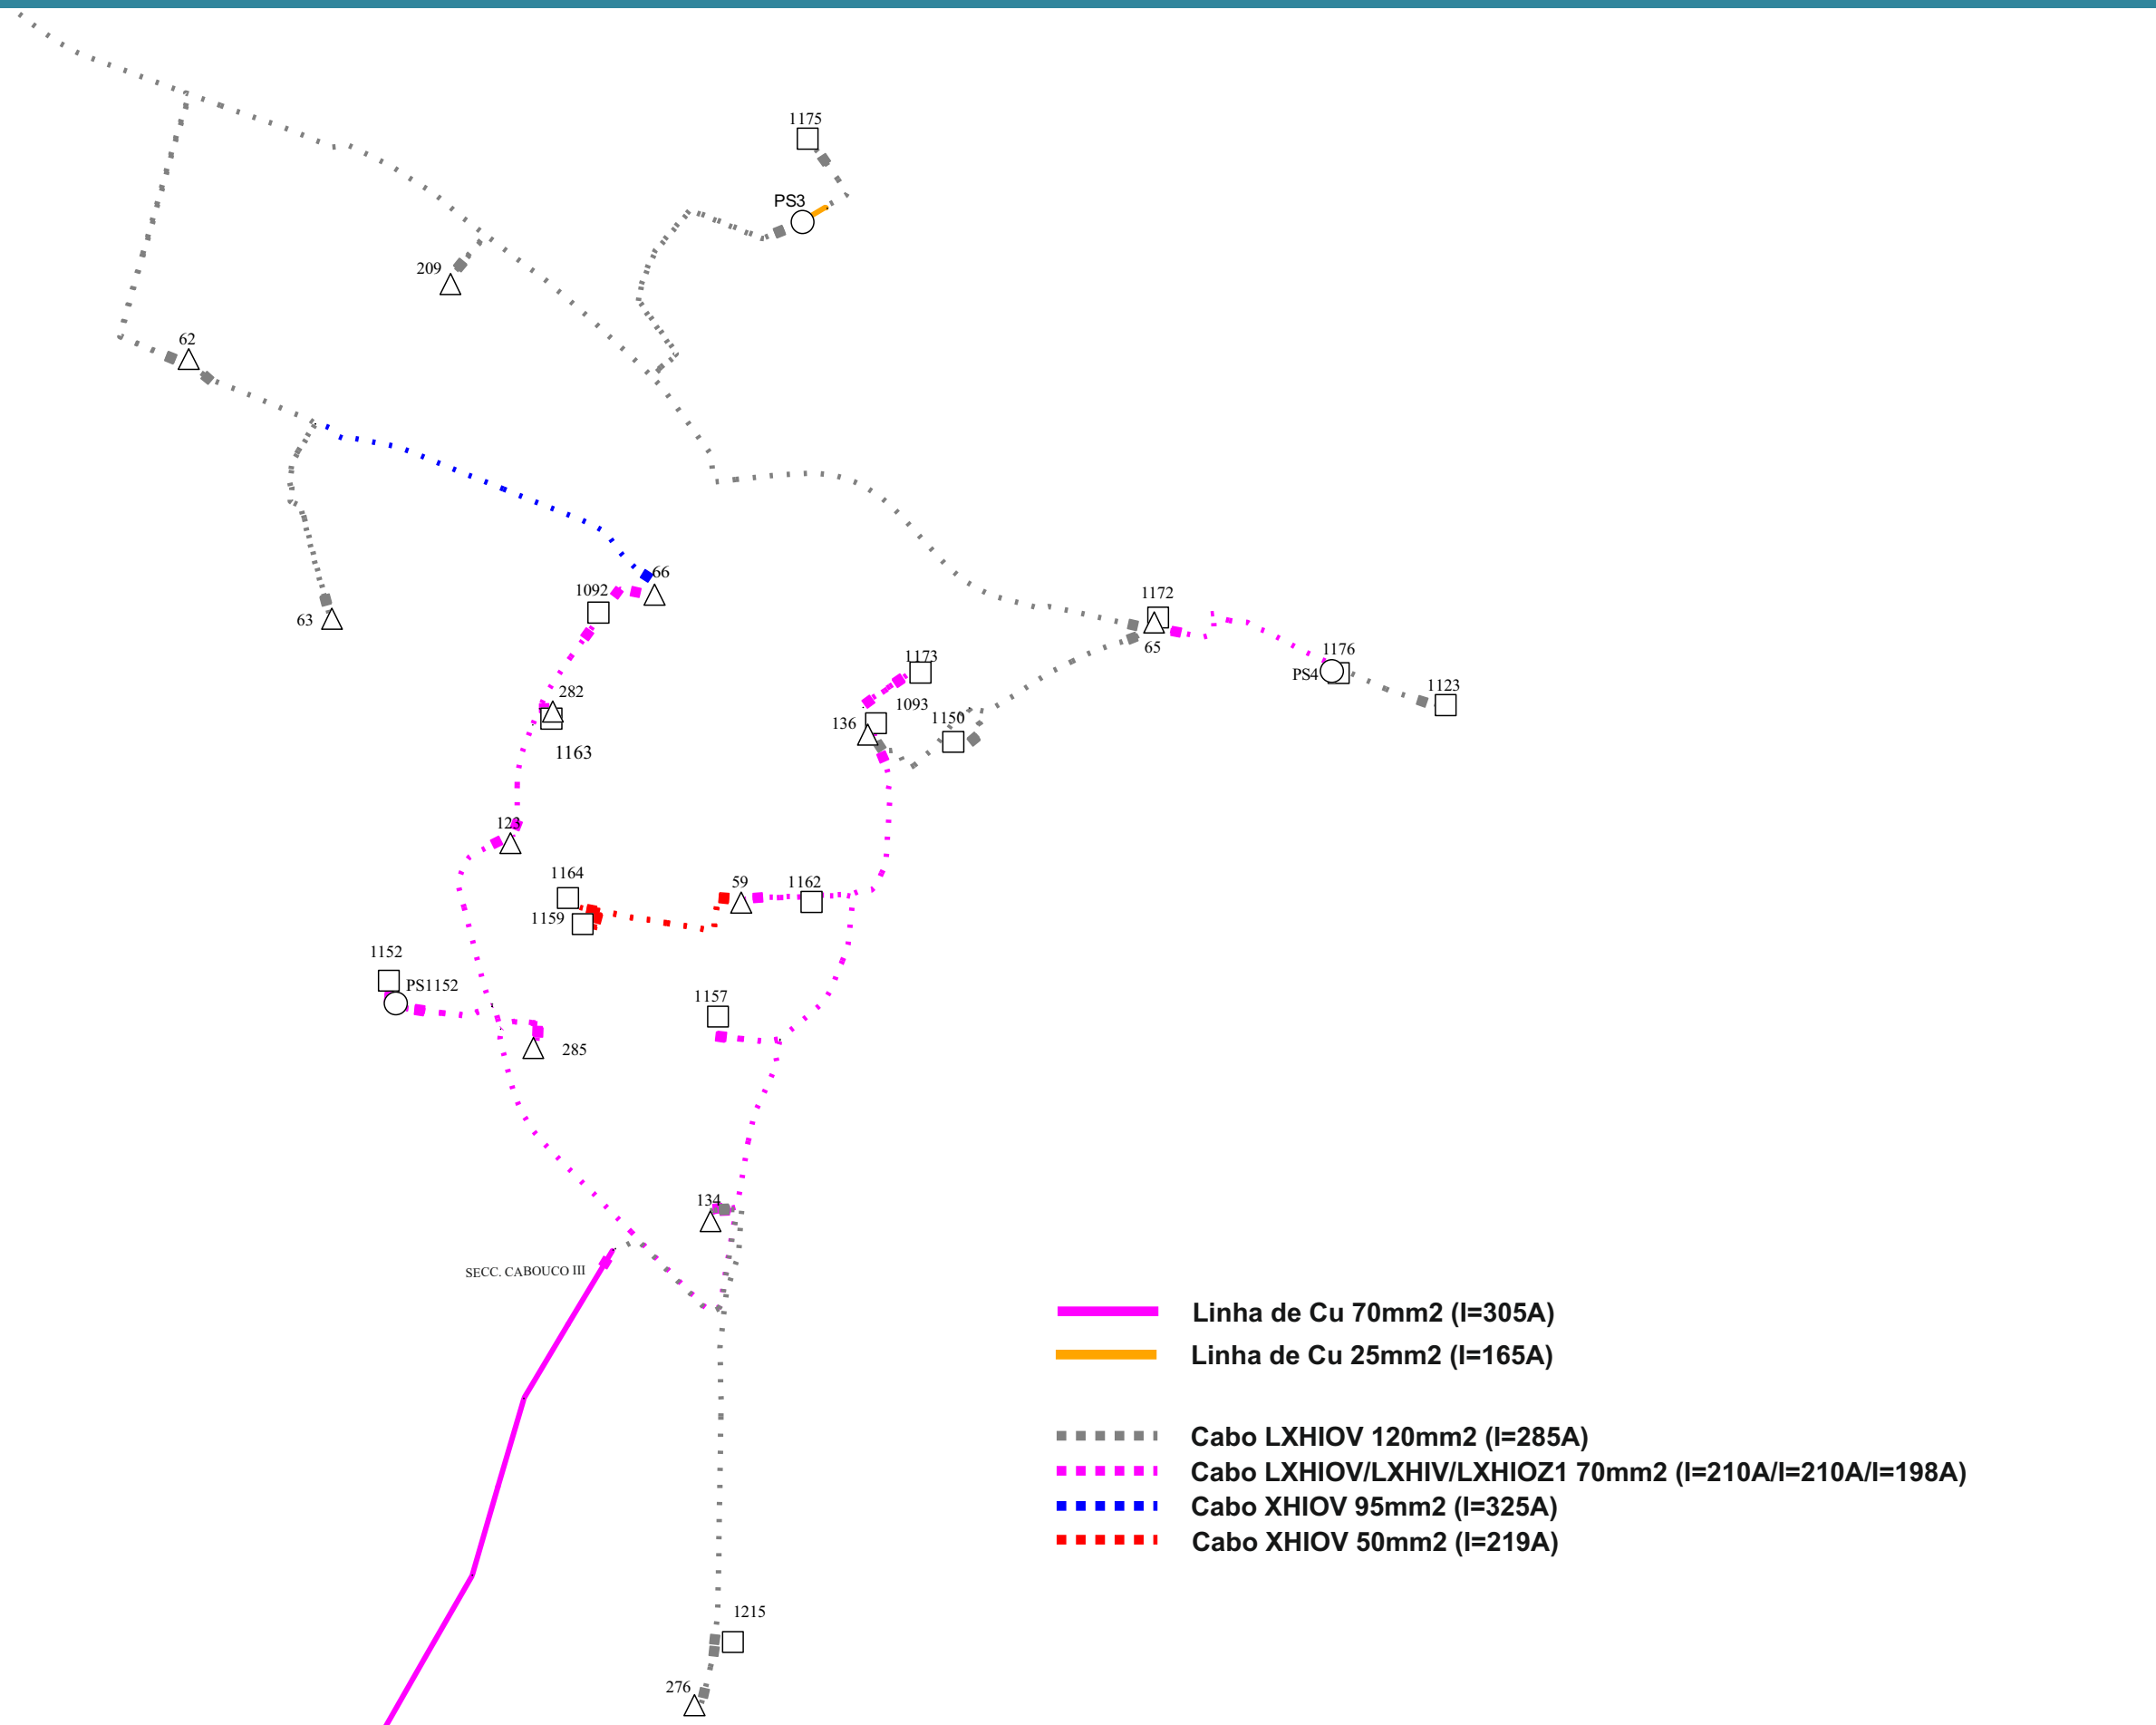 1175
PS3
209
62
66
1092
63
1172
65
1173
1176
PS4
1123
282
1093
136
1150
1163
123
1164
59
1162
1159
1152
PS1152
1157
285
134
SECC. CABOUCO III
Linha de Cu 70mm2 (I=305A)
Linha de Cu 25mm2 (I=165A)
Cabo LXHIOV 120mm2 (I=285A)
Cabo LXHIOV/LXHIV/LXHIOZ1 70mm2 (I=210A/I=210A/I=198A)
Cabo XHIOV 95mm2 (I=325A)
Cabo XHIOV 50mm2 (I=219A)
1215
276